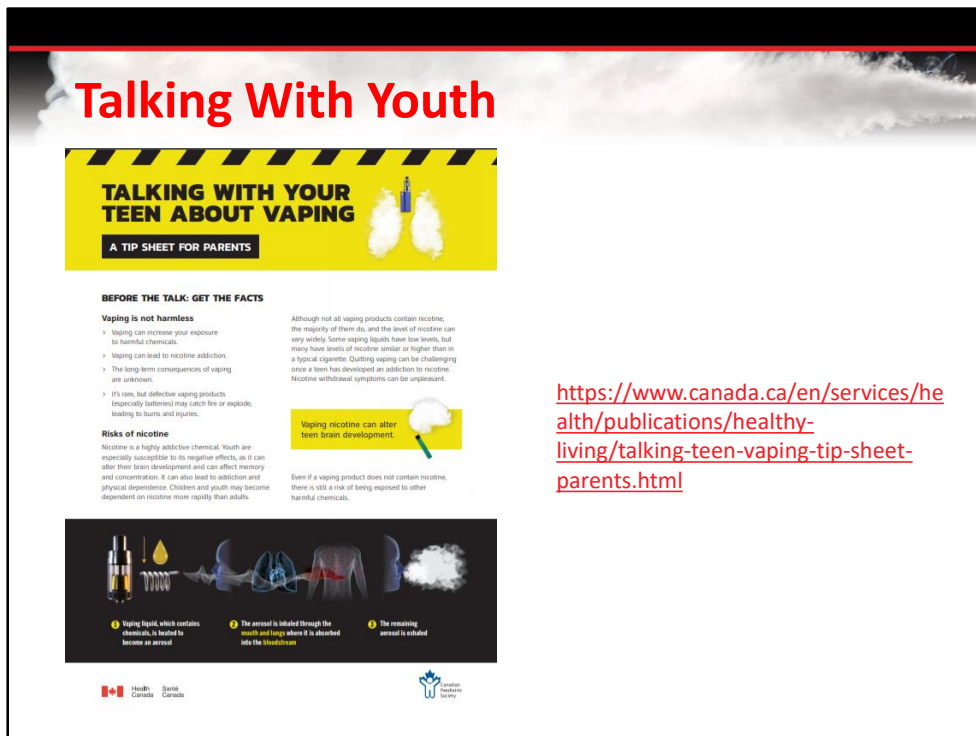 Talking With Youth
TALKING WITH YOUR
TEEN ABOUT VAPING
A TIP SHEET FOR PARENTS
BEFORE THE TALK: GET THE FACTS
Vaping is not harmless
> Vaping can increase your exposure
to harmful chemicals.
> Vaping can lead to nicotine addiction.
> The long-term consequences of vaping
are unknown.
> It's rare, but defective vaping products
(especially batteries) may catch fire or explode,
leading to burns and injuries.
Risks of nicotine
Nicotine is a highly addictive chemical. Youth are
especially susceptible to its negative effects, as it can
alter their brain development and can affect memory
and concentration. It can also lead to addiction and
physical dependence. Children and youth may become
dependent on nicotine more rapidly than adults.
Although not all vaping products contain nicotine,
the majority of them do, and the level of nicotine can
vary widely. Some vaping liquids have low levels, but
many have levels of nicotine similar or higher than in
a typical cigarette. Quitting vaping can be challenging
once a teen has developed an addiction to nicotine.
Nicotine withdrawal symptoms can be unpleasant.
Vaping nicotine can alter
teen brain development.
Even if a vaping product does not contain nicotine,
there is still a risk of being exposed to other
harmful chemicals.
1 Vaping liquid, which contains
chemicals, is heated to
become an aerosol
2 The aerosol is inhaled through the
mouth and lungs where it is absorbed
into the bloodstream
3 The remaining
aerosol is exhaled
Health Santé
Canada Canada
Canadian
Paediatric
Society
https://www.canada.ca/en/services/he
alth/publications/healthy-
living/talking-teen-vaping-tip-sheet-
parents.html